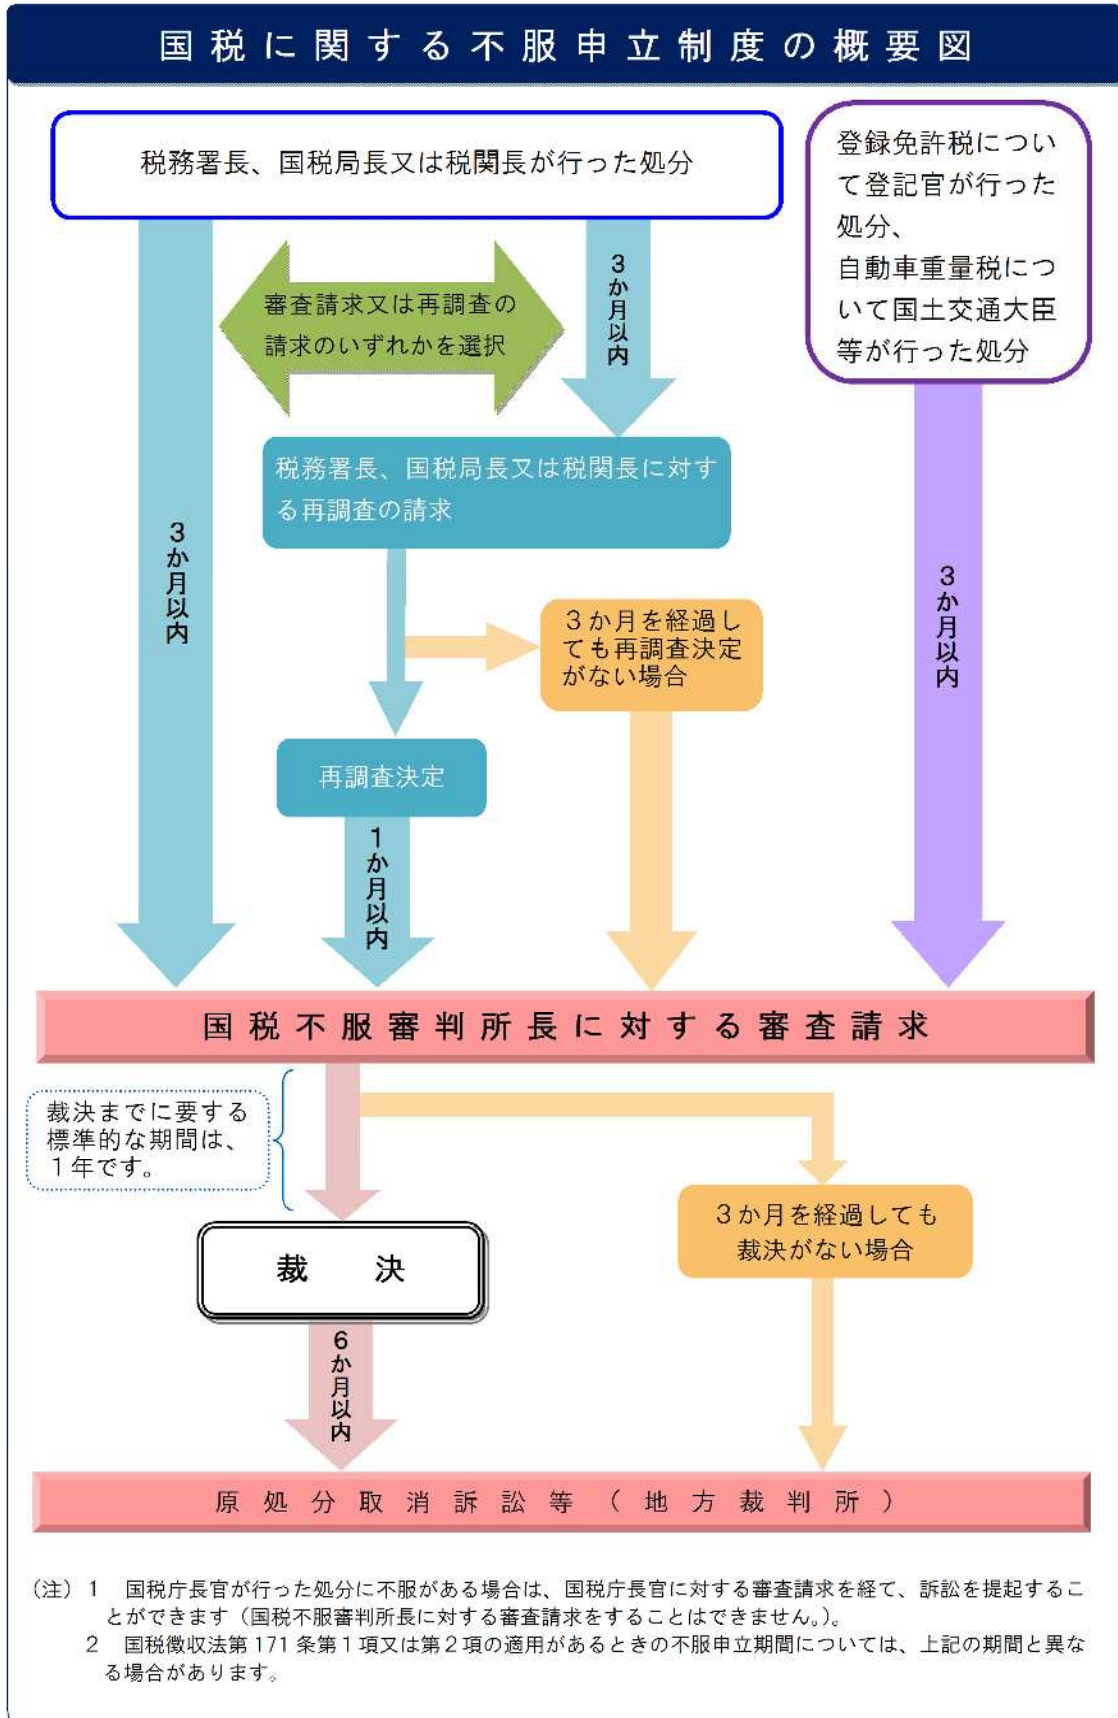 国税に関する不服申立制度の概要図
税務署長、国税局長又は税関長が行った処分
登録免許税につい
て登記官が行った
処分、
自動車重量税につ
いて国土交通大臣
等が行った処分
審査請求又は再調査の
請求のいずれかを選択
3か月以内
税務署長、国税局長又は税関長に対す
る再調査の請求
3か月以内
3か月以内
3か月を経過し
ても再調査決定
がない場合
再調査決定
1か月以内
国税不服審判所長に対する審査請求
裁決までに要する
標準的な期間は、
1年です。
3か月を経過しても
裁決がない場合
裁決
6か月以内
原処分取消訴訟等(地方裁判所)
(注)1 国税庁長官が行った処分に不服がある場合は、国税庁長官に対する審査請求を経て、訴訟を提起するこ
とができます(国税不服審判所長に対する審査請求をすることはできません。)。
2 国税徴収法第171条第1項又は第2項の適用があるときの不服申立期間については、上記の期間と異な
る場合があります。